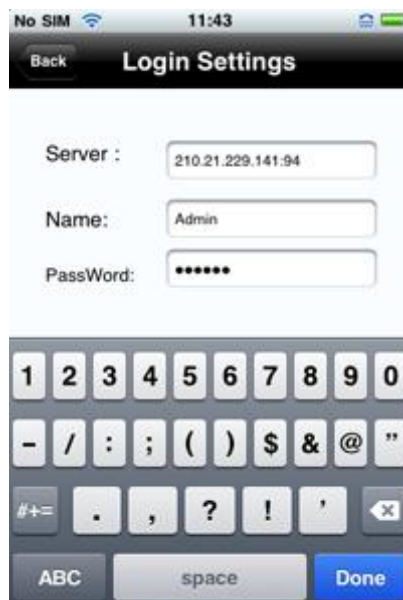 No SIM 11:43
Back Login Settings
Server : 210.21.229.141:94
Name: Admin
PassWord: ••••••
1 2 3 4 5 6 7 8 9 0
- / : ; ( ) $ & @ "
#+= . , ? ! '
ABC space Done